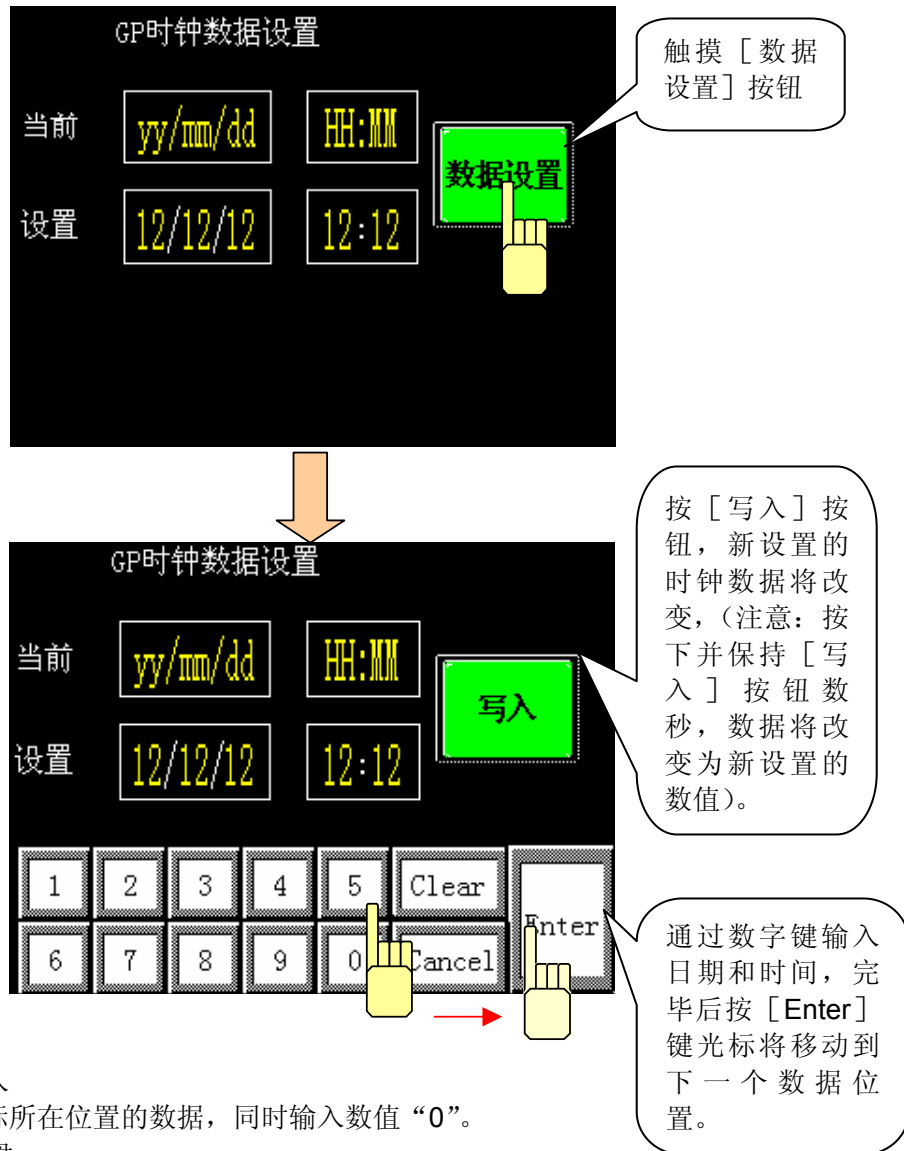 GP时钟数据设置
触摸［数据
设置］按钮
当前 yy/mm/dd HH:MM
数据设置
设置 12/12/12 12:12
GP时钟数据设置
按［写入］按
钮，新设置的
时钟数据将改
变，（注意：按
下并保持［写
入］按钮数
秒，数据将改
变为新设置的
数值）。
当前 yy/mm/dd HH:MM
写入
设置 12/12/12 12:12
1 2 3 4 5 Clear
Enter
6 7 8 9 0 Cancel
通过数字键输入
日期和时间，完
毕后按［Enter］
键光标将移动到
下一个数据位
置。
所在位置的数据，同时输入数值“0”。